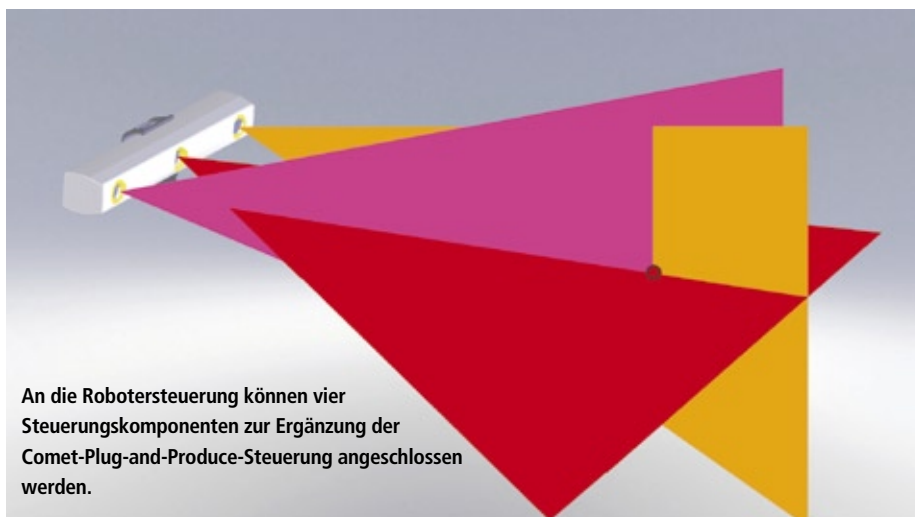 An die Robotersteuerung können vier
Steuerungskomponenten zur Ergänzung der
Comet-Plug-and-Produce-Steuerung angeschlossen
werden.